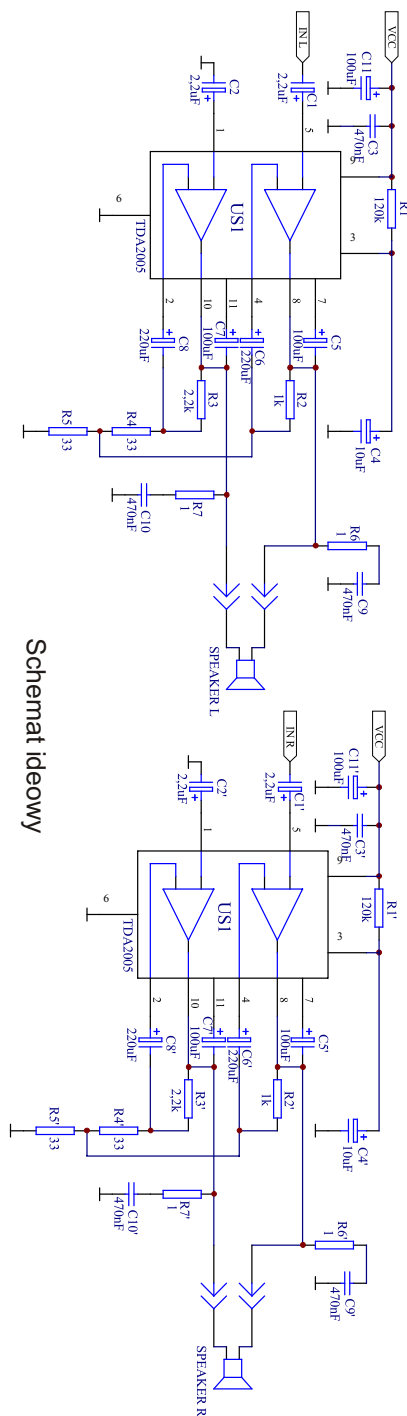 VCC
IN L
C11
100uF
C3
470nF
R1
120k
C1
2,2uF
C2
2,2uF
5
1
9
3
6
US1
TDA2005
7
8
4
11
10
2
C5
100uF
C6
220uF
C7
100uF
C8
220uF
R2
1k
R3
2,2k
R4
33
R5
33
C4
10uF
R6
1
C9
470nF
R7
1
C10
470nF
SPEAKER L
Schemat ideowy
VCC
IN R
C11'
100uF
C3'
470nF
R1'
120k
C1'
2,2uF
C2'
2,2uF
5
1
9
3
6
US1
TDA2005
7
8
4
11
10
2
C5'
100uF
C6'
220uF
C7'
100uF
C8'
220uF
R2'
1k
R3'
2,2k
R4'
33
R5'
33
C4'
10uF
R6'
1
C9'
470nF
R7'
1
C10'
470nF
SPEAKER R